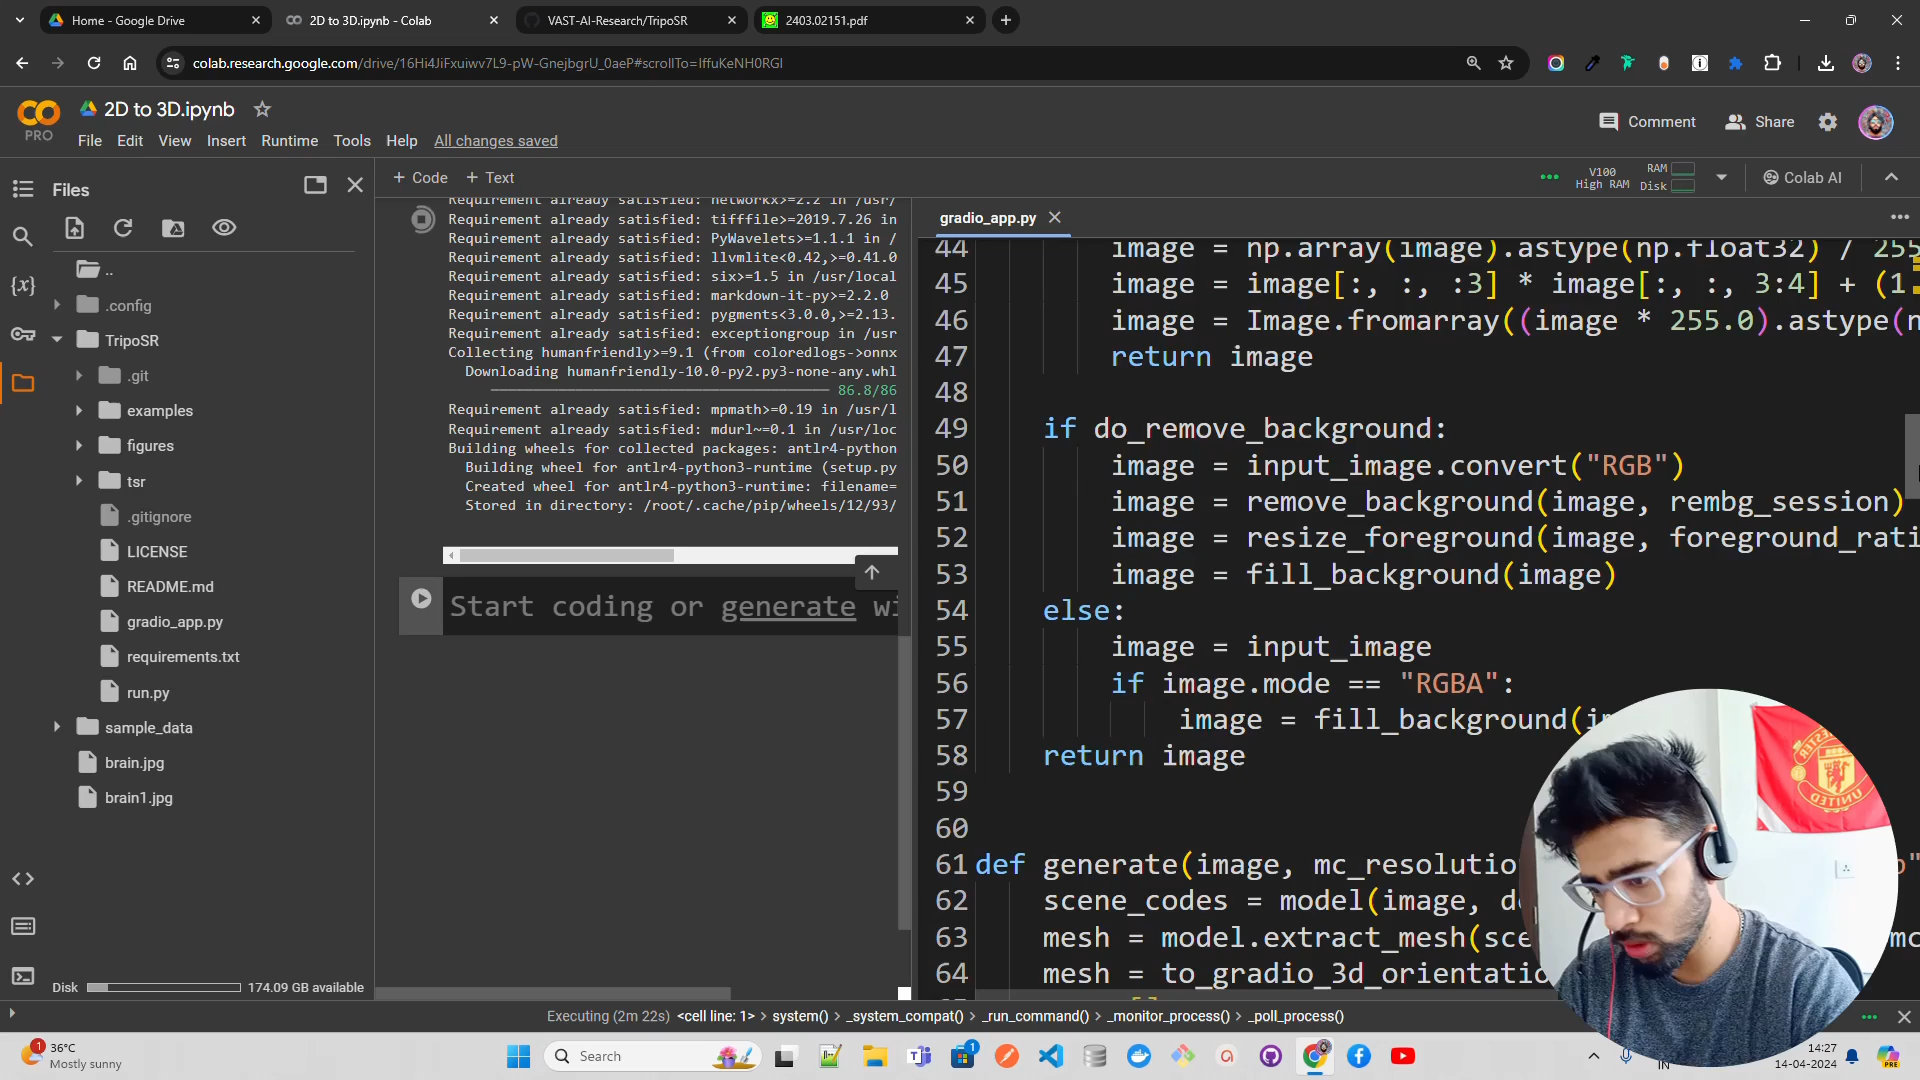 Home - Google Drive
2D to 3D.ipynb - Colab
VAST-AI-Research/TripoSR
2403.02151.pdf
colab.research.google.com/drive/16Hi4JiFxuiwv7L9-pW-GnejbgrU_0aeP#scrollTo=IffuKeNH0RGl
PRO
2D to 3D.ipynb
File Edit View Insert Runtime Tools Help All changes saved
Comment
Share
Files
+ Code + Text
V100
High RAM
RAM
Disk
Colab AI
..
.config
TripoSR
.git
examples
figures
tsr
.gitignore
LICENSE
README.md
gradio_app.py
requirements.txt
run.py
sample_data
brain.jpg
brain1.jpg
Disk
174.09 GB available
Requirement already satisfied: networkx>=2.2 in /usr/
Requirement already satisfied: tifffile>=2019.7.26 in
Requirement already satisfied: PyWavelets>=1.1.1 in /
Requirement already satisfied: llvmlite<0.42,>=0.41.0
Requirement already satisfied: six>=1.5 in /usr/local
Requirement already satisfied: markdown-it-py>=2.2.0
Requirement already satisfied: pygments<3.0.0,>=2.13.
Requirement already satisfied: exceptiongroup in /usr
Collecting humanfriendly>=9.1 (from coloredlogs->onnx
Downloading humanfriendly-10.0-py2.py3-none-any.whl
86.8/86
Requirement already satisfied: mpmath>=0.19 in /usr/l
Requirement already satisfied: mdurl~=0.1 in /usr/loc
Building wheels for collected packages: antlr4-python
Building wheel for antlr4-python3-runtime (setup.py
Created wheel for antlr4-python3-runtime: filename=
Stored in directory: /root/.cache/pip/wheels/12/93/
Start coding or generate wi
gradio_app.py
44 image = np.array(image).astype(np.float32) / 255
45 image = image[:, :, :3] * image[:, :, 3:4] + (1
46 image = Image.fromarray((image * 255.0).astype(n
47 return image
48
49 if do_remove_background:
50 image = input_image.convert("RGB")
51 image = remove_background(image, rembg_session)
52 image = resize_foreground(image, foreground_rati
53 image = fill_background(image)
54 else:
55 image = input_image
56 if image.mode == "RGBA":
57 image = fill_background(i
58 return image
59
60
61 def generate(image, mc_resolutio
62 scene_codes = model(image, d
63 mesh = model.extract_mesh(sce
64 mesh = to_gradio_3d_orientatio
UNITED
Executing (2m 22s) <cell line: 1> > system() > _system_compat() > _run_command() > _monitor_process() > _poll_process()
1
36°C
Mostly sunny
Search
1
IN
14:27
14-04-2024
PRE